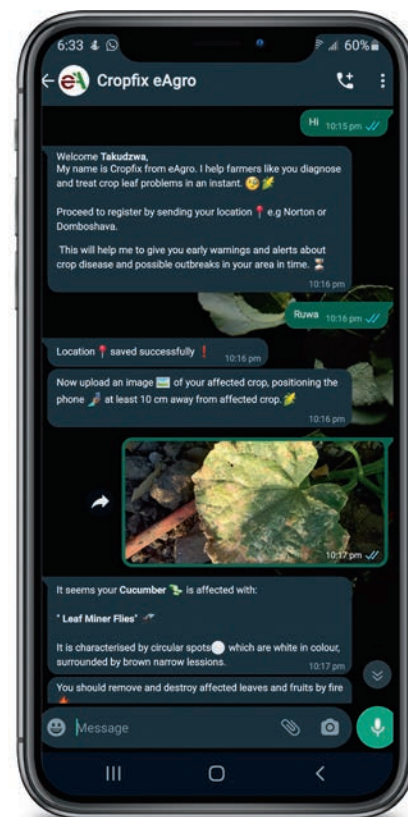 6:33 60%
eA Cropfix eAgro
Hi 10:15 pm
Welcome Takudzwa,
My name is Cropfix from eAgro. I help farmers like you diagnose
and treat crop leaf problems in an instant. 🧐🌽
Proceed to register by sending your location📍 e.g Norton or
Domboshava.
This will help me to give you early warnings and alerts about
crop disease and possible outbreaks in your area in time. ⏳
10:16 pm
Ruwa 10:16 pm
Location📍 saved successfully ❗ 10:16 pm
Now upload an image 🖼️ of your affected crop, positioning the
phone 🤳 at least 10 cm away from affected crop. 🌽
10:16 pm
10:17 pm
It seems your Cucumber 🥒 is affected with:
" Leaf Miner Flies" 🪰
It is characterised by circular spots⚪ which are white in colour,
surrounded by brown narrow lessions.
10:17 pm
You should remove and destroy affected leaves and fruits by fire
🔥
Message